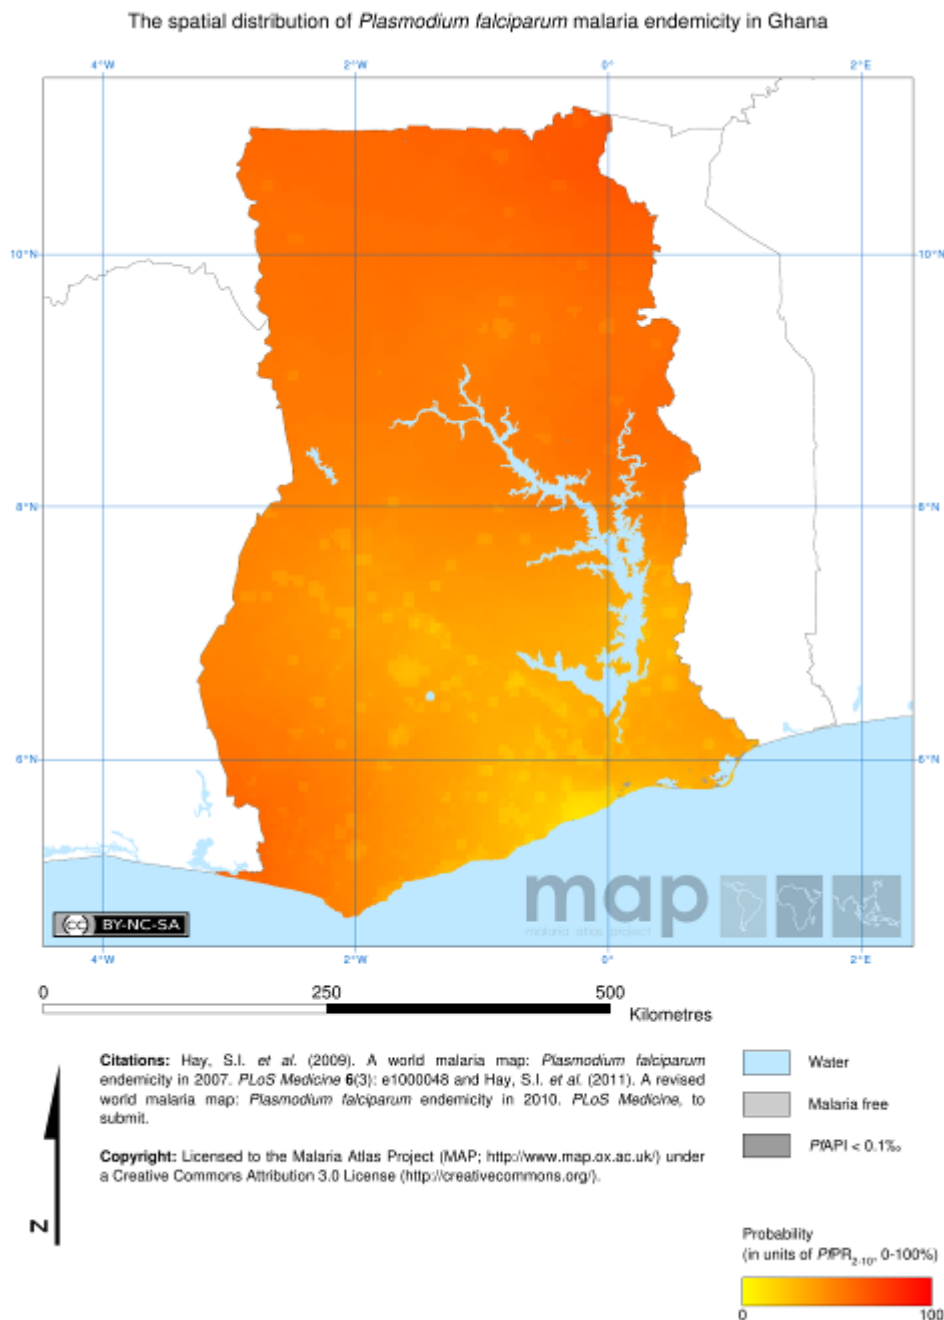 The spatial distribution of Plasmodium falciparum malaria endemicity in Ghana
4°W 2°W 0° 2°E
10°N 10°N
8°N 8°N
6°N 6°N
map
malaria atlas project
CC BY-NC-SA
4°W 2°W 0° 2°E
0 250 500
Kilometres
Citations: Hay, S.I. et al. (2009). A world malaria map: Plasmodium falciparum
endemicity in 2007. PLoS Medicine 6(3): e1000048 and Hay, S.I. et al. (2011). A revised
world malaria map: Plasmodium falciparum endemicity in 2010. PLoS Medicine, to
submit.
Copyright: Licensed to the Malaria Atlas Project (MAP; http://www.map.ox.ac.uk/) under
a Creative Commons Attribution 3.0 License (http://creativecommons.org/).
N
Water
Malaria free
PfAPI < 0.1‰
Probability
(in units of PfPR2-10, 0-100%)
0 100